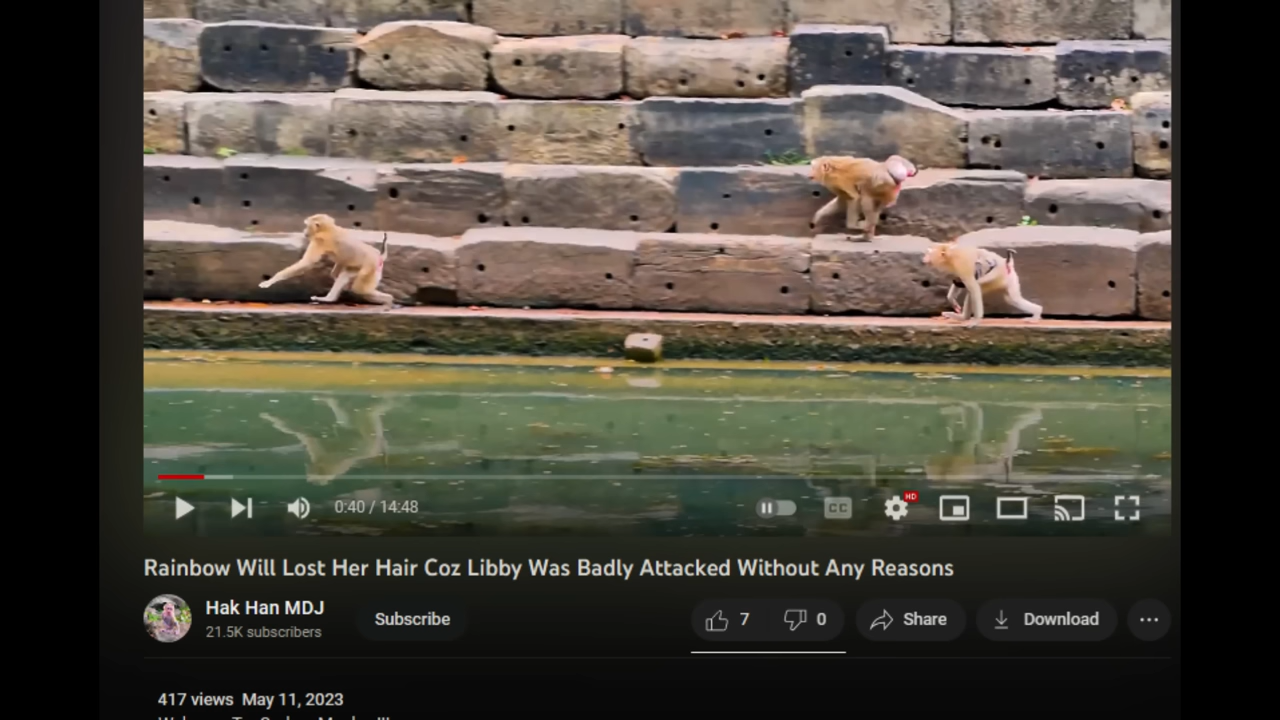 0:40 / 14:48
CC
HD
Rainbow Will Lost Her Hair Coz Libby Was Badly Attacked Without Any Reasons
Hak Han MDJ
21.5K subscribers
Subscribe
7
0
Share
Download
417 views May 11, 2023